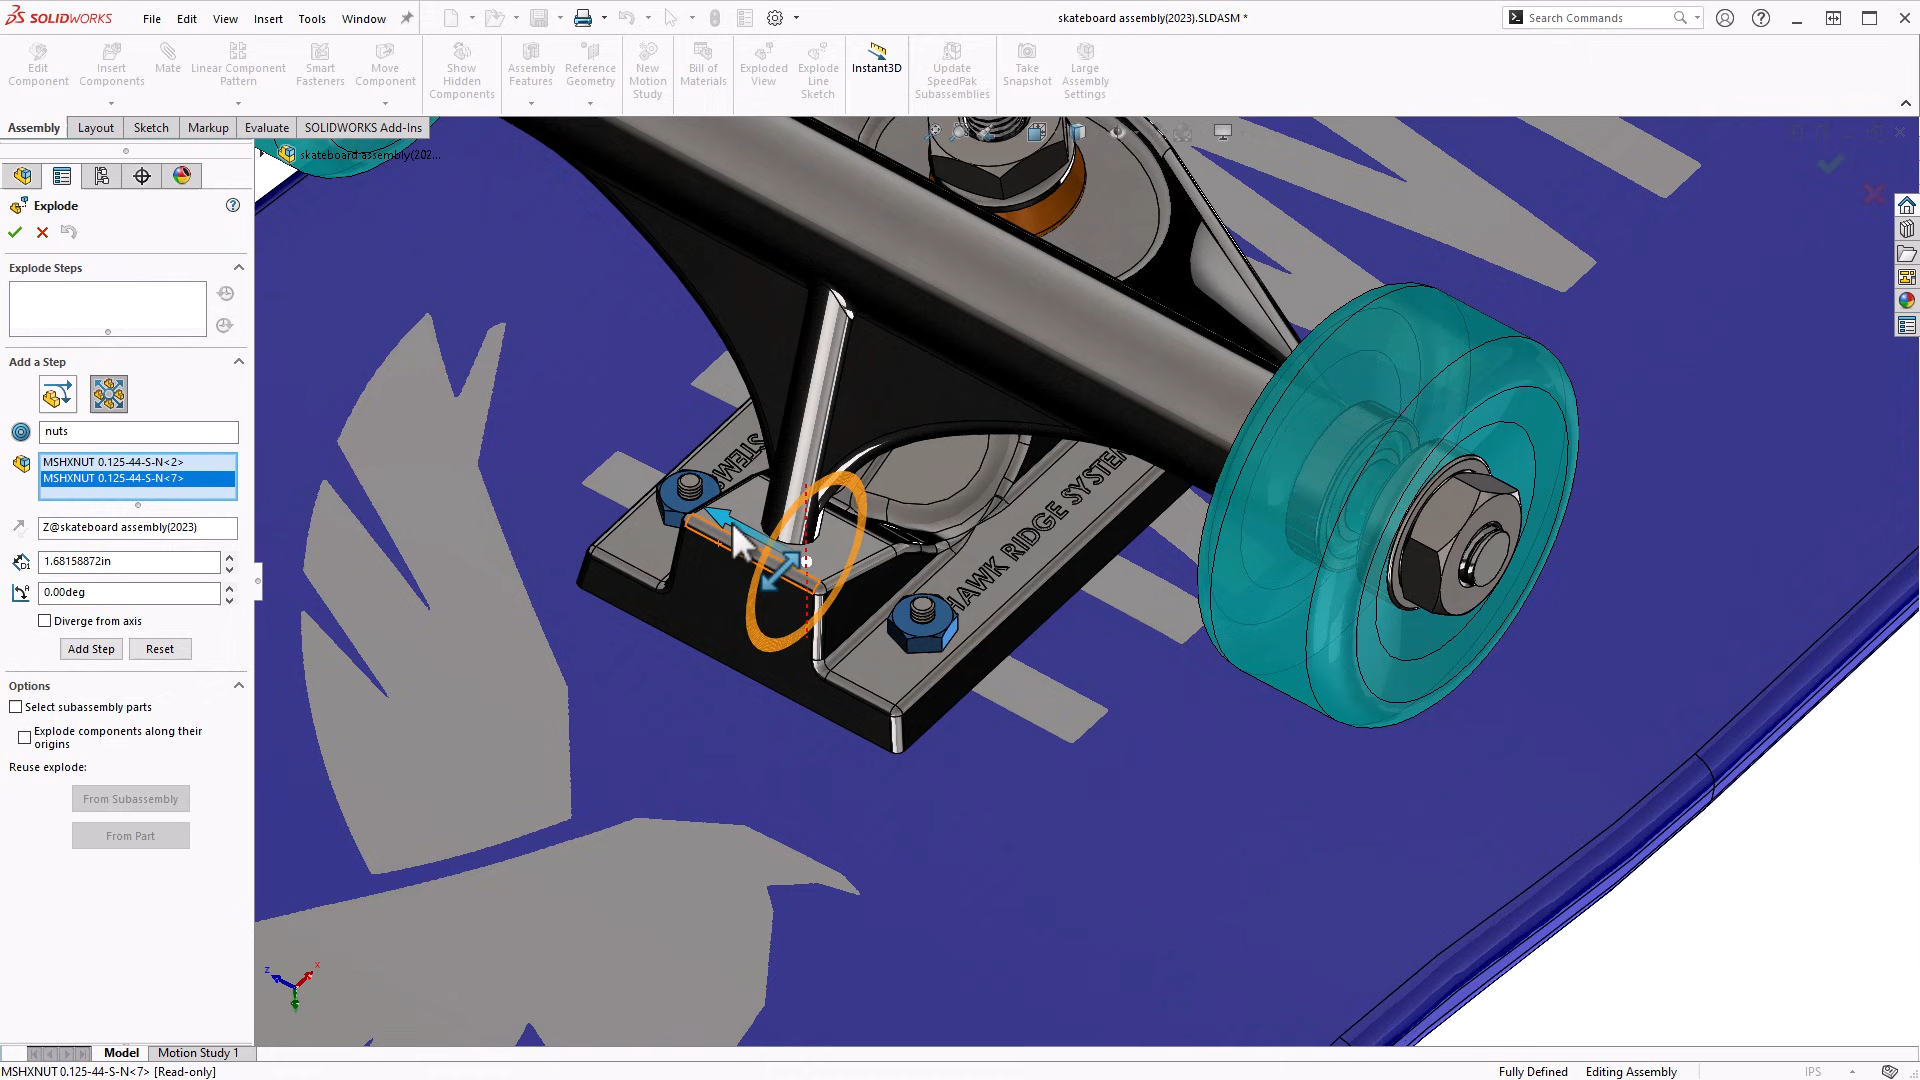 SOLIDWORKS
File Edit View Insert Tools Window
skateboard assembly(2023).SLDASM *
Search Commands
Edit Component
Insert Components
Mate
Linear Component Pattern
Smart Fasteners
Move Component
Show Hidden Components
Assembly Features
Reference Geometry
New Motion Study
Bill of Materials
Exploded View
Explode Line Sketch
Instant3D
Update SpeedPak Subassemblies
Take Snapshot
Large Assembly Settings
Assembly Layout Sketch Markup Evaluate SOLIDWORKS Add-Ins
skateboard assembly(202...
Explode
Explode Steps
Add a Step
nuts
MSHXNUT 0.125-44-S-N<2>
MSHXNUT 0.125-44-S-N<7>
Z@skateboard assembly(2023)
1.68158872in
0.00deg
Diverge from axis
Add Step Reset
Options
Select subassembly parts
Explode components along their
origins
Reuse explode:
From Subassembly
From Part
HAWK RIDGE SYSTEM
STEMS
z x
Model Motion Study 1
MSHXNUT 0.125-44-S-N<7> [Read-only]
Fully Defined Editing Assembly IPS